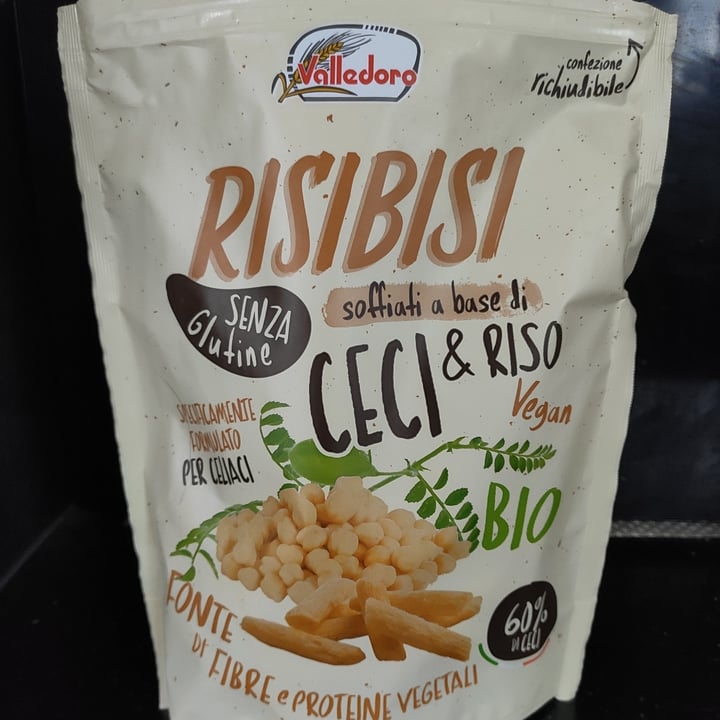 Valledoro
confezione
richiudibile
RISIBISI
SENZA
Glutine
soffiati a base di
CECI & RISO
Vegan
SPECIFICAMENTE
FORMULATO
PER CELIACI
BIO
60%
DI CECI
FONTE
DI FIBRE e PROTEINE VEGETALI